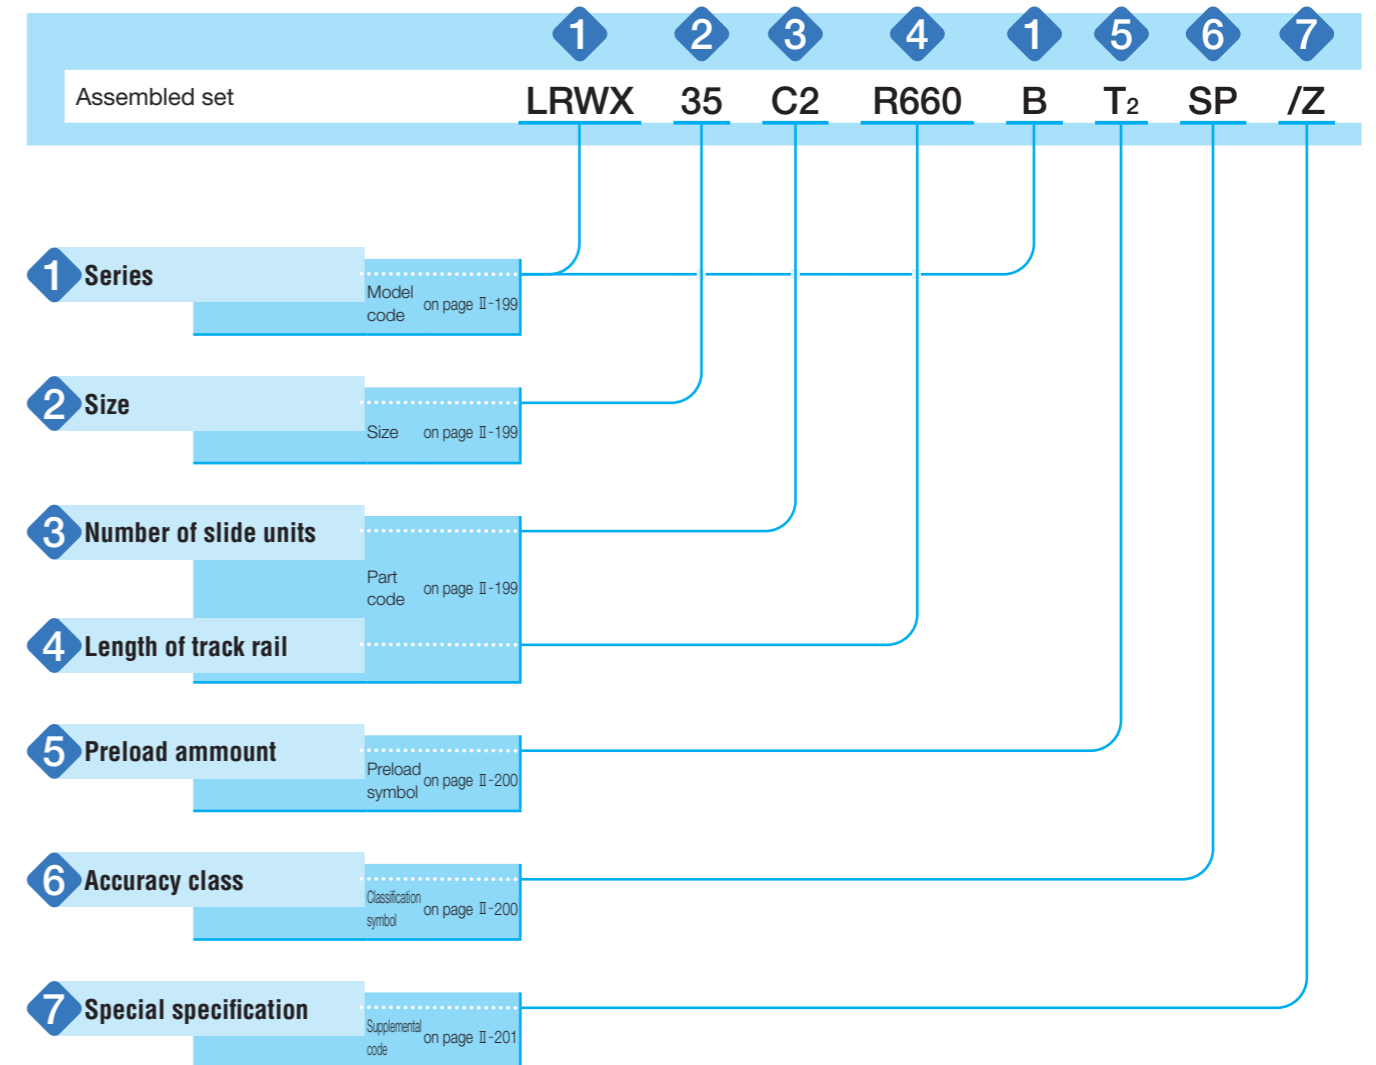 1 2 3 4 1 5 6 7
Assembled set LRWX 35 C2 R660 B T2 SP /Z
1 Series
Model code on page Ⅱ-199
2 Size
Size on page Ⅱ-199
3 Number of slide units
Part code on page Ⅱ-199
4 Length of track rail
5 Preload ammount
Preload symbol on page Ⅱ-200
6 Accuracy class
Classification symbol on page Ⅱ-200
7 Special specification
Supplemental code on page Ⅱ-201